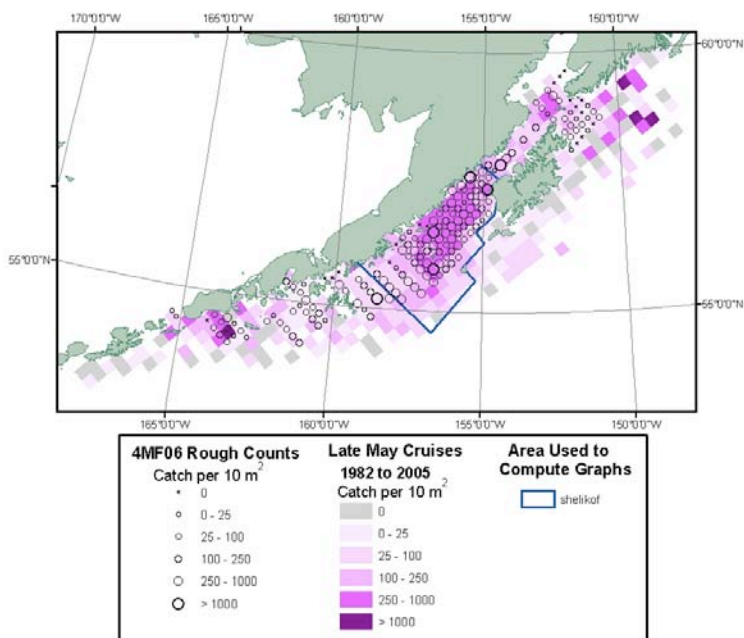 170°0'0"W 165°0'0"W 160°0'0"W 155°0'0"W 150°0'0"W
60°0'0"N
55°0'0"N
55°0'0"N
165°0'0"W 160°0'0"W 155°0'0"W 150°0'0"W
4MF06 Rough Counts
Catch per 10 m²
0
0 - 25
25 - 100
100 - 250
250 - 1000
> 1000
Late May Cruises
1982 to 2005
Catch per 10 m²
0
0 - 25
25 - 100
100 - 250
250 - 1000
> 1000
Area Used to
Compute Graphs
shelikof